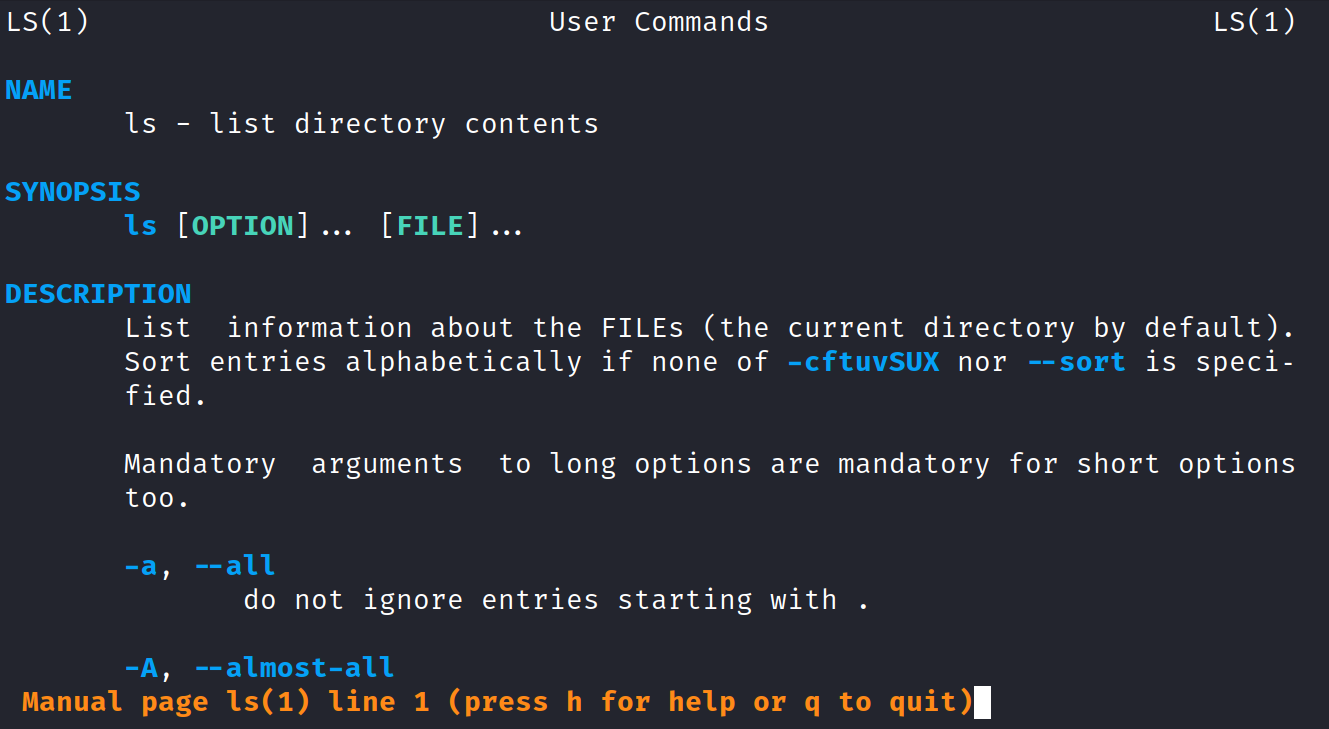 LS(1) User Commands LS(1)
NAME
ls - list directory contents
SYNOPSIS
ls [OPTION]... [FILE]...
DESCRIPTION
List  information about the FILEs (the current directory by default).
Sort entries alphabetically if none of -cftuvSUX nor --sort is speci-
fied.
Mandatory  arguments  to long options are mandatory for short options
too.
-a, --all
do not ignore entries starting with .
-A, --almost-all
Manual page ls(1) line 1 (press h for help or q to quit)